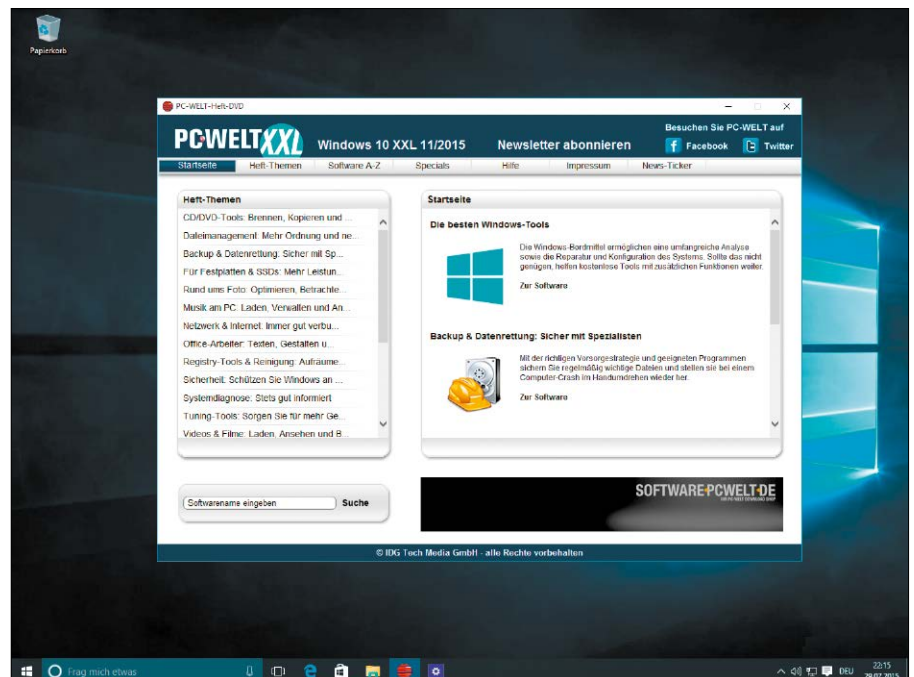 Papierkorb
PC-WELT-Heft-DVD
PC-WELT XXL
Windows 10 XXL 11/2015
Newsletter abonnieren
Besuchen Sie PC-WELT auf
Facebook
Twitter
Startseite
Heft-Themen
Software A-Z
Specials
Hilfe
Impressum
News-Ticker
Heft-Themen
CD/DVD-Tools: Brennen, Kopieren und ...
Dateimanagement: Mehr Ordnung und ne...
Backup & Datenrettung: Sicher mit Sp...
Für Festplatten & SSDs: Mehr Leistun...
Rund ums Foto: Optimieren, Betrachte...
Musik am PC: Laden, Verwalten und An...
Netzwerk & Internet: Immer gut verbu...
Office-Arbeiter: Texten, Gestalten u...
Registry-Tools & Reinigung: Aufräume...
Sicherheit: Schützen Sie Windows an ...
Systemdiagnose: Stets gut informiert
Tuning-Tools: Sorgen Sie für mehr Ge...
Videos & Filme: Laden, Ansehen und B...
Startseite
Die besten Windows-Tools
Die Windows-Bordmittel ermöglichen eine umfangreiche Analyse
sowie die Reparatur und Konfiguration des Systems. Sollte das nicht
genügen, helfen kostenlose Tools mit zusätzlichen Funktionen weiter.
Zur Software
Backup & Datenrettung: Sicher mit Spezialisten
Mit der richtigen Vorsorgestrategie und geeigneten Programmen
sichern Sie regelmäßig wichtige Dateien und stellen sie bei einem
Computer-Crash im Handumdrehen wieder her.
Zur Software
Softwarename eingeben
Suche
SOFTWARE•PCWELT•DE
© IDG Tech Media GmbH - alle Rechte vorbehalten
Frag mich etwas
DEU
22:15
29.07.2015